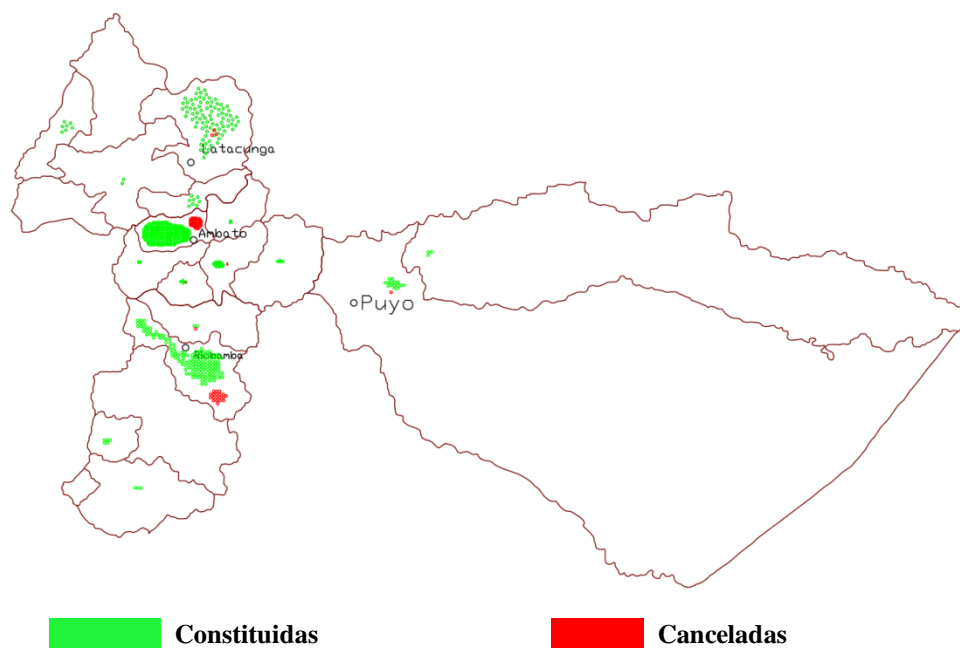 Latacunga
Ambato
Puyo
Riobamba
Constituidas
Canceladas